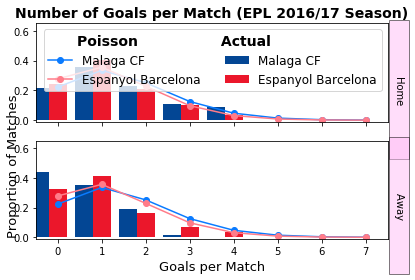 Number of Goals per Match (EPL 2016/17 Season)
Poisson Actual
Malaga CF Malaga CF
Espanyol Barcelona Espanyol Barcelona
0.6
0.4
0.2
0.0
Home
Proportion of Matches
0.6
0.4
0.2
0.0
Away
0 1 2 3 4 5 6 7
Goals per Match